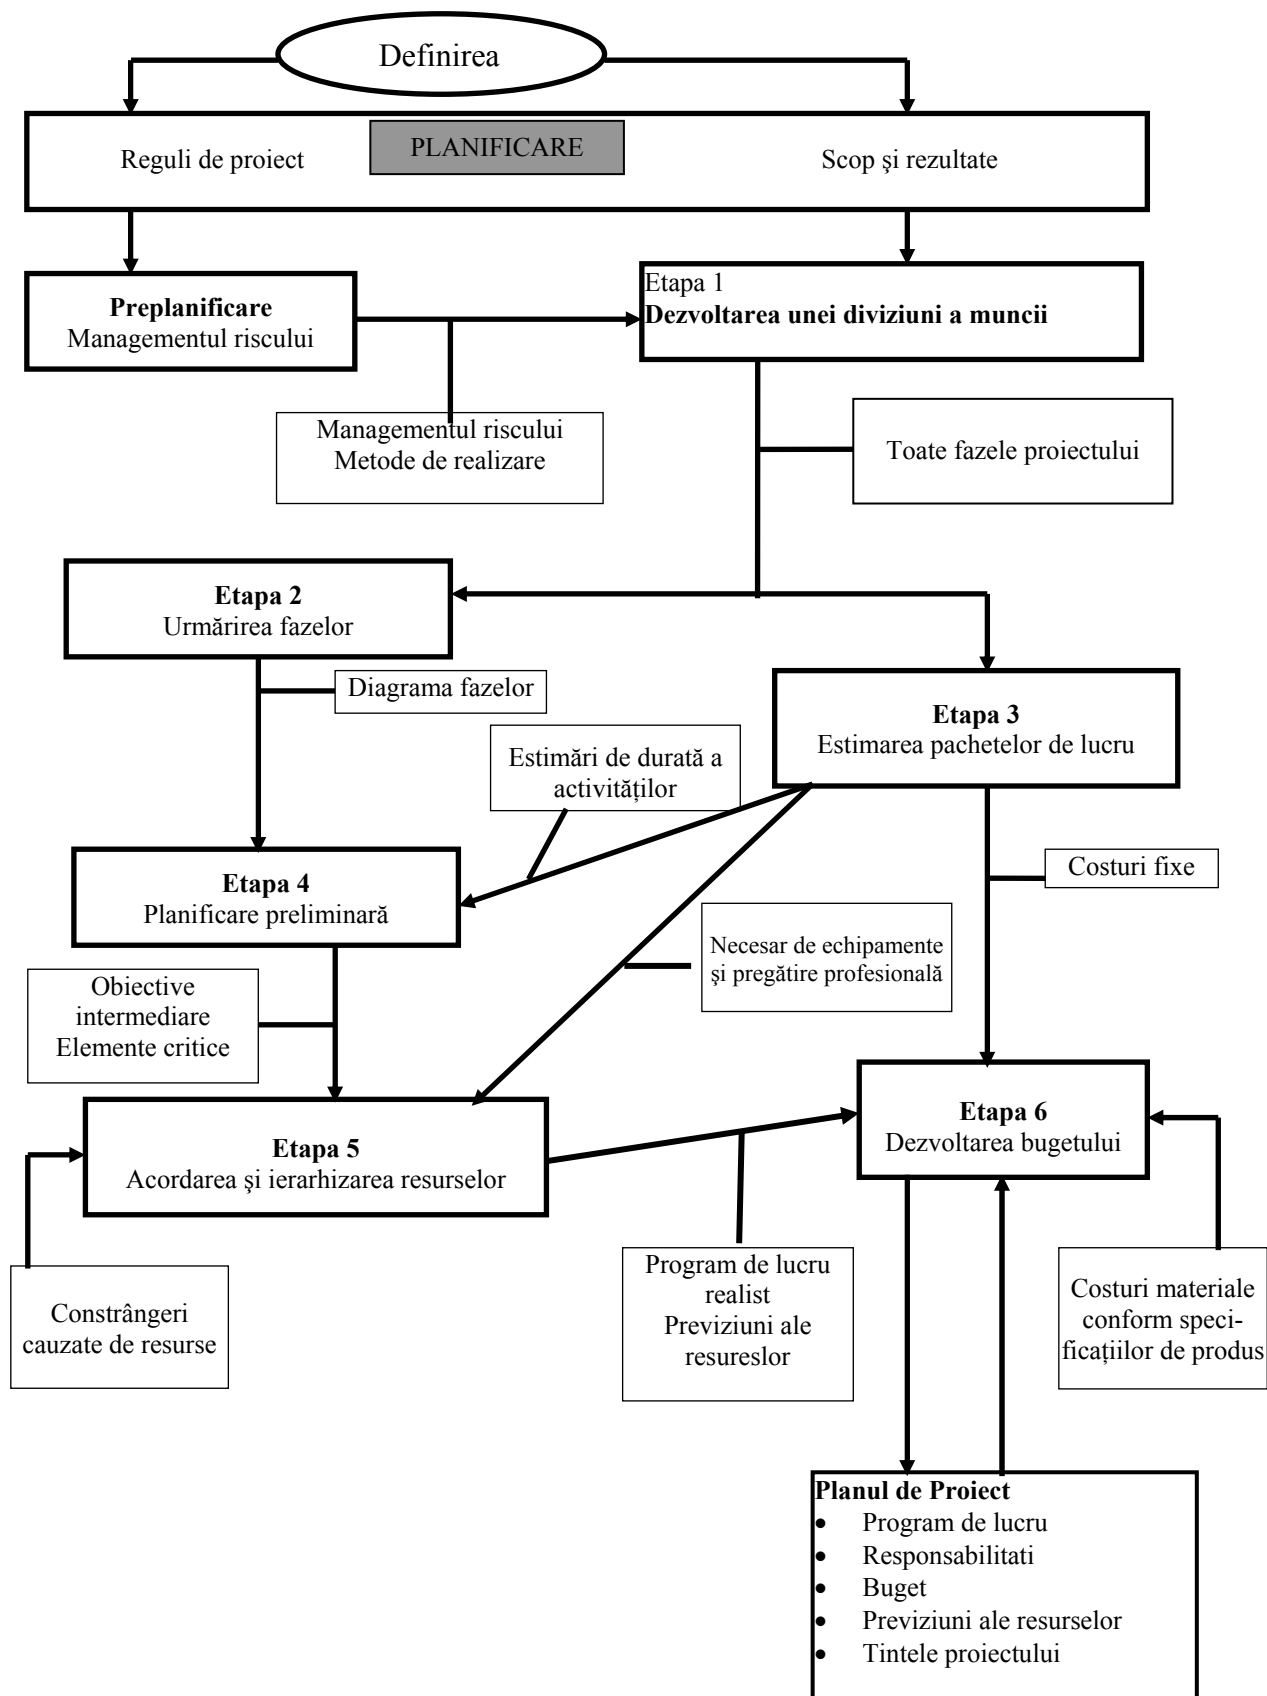 Definirea
PLANIFICARE
Reguli de proiect
Scop şi rezultate
Preplanificare
Managementul riscului
Etapa 1
Dezvoltarea unei diviziuni a muncii
Managementul riscului
Metode de realizare
Toate fazele proiectului
Etapa 2
Urmărirea fazelor
Diagrama fazelor
Etapa 3
Estimarea pachetelor de lucru
Estimări de durată a
activităților
Etapa 4
Planificare preliminară
Costuri fixe
Necesar de echipamente
şi pregătire profesională
Obiective
intermediare
Elemente critice
Etapa 5
Acordarea şi ierarhizarea resurselor
Etapa 6
Dezvoltarea bugetului
Constrângeri
cauzate de resurse
Program de lucru
realist
Previziuni ale
resureslor
Costuri materiale
conform speci-
ficațiilor de produs
Planul de Proiect
• Program de lucru
• Responsabilitati
• Buget
• Previziuni ale resurselor
• Tintele proiectului